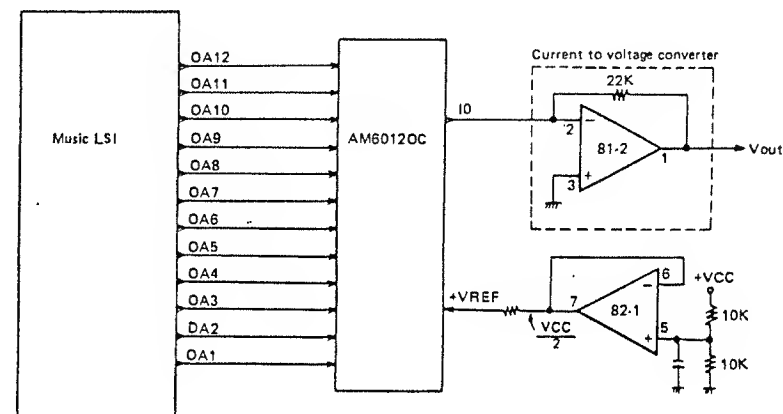 Current to voltage converter
OA12
OA11
OA10
OA9
OA8
OA7
OA6
OA5
OA4
OA3
DA2
OA1
Music LSI
AM6012OC
I0
22K
2
−
81-2
1
3
+
Vout
+VREF
VCC
2
7
6
−
82-1
5
+
+VCC
10K
10K